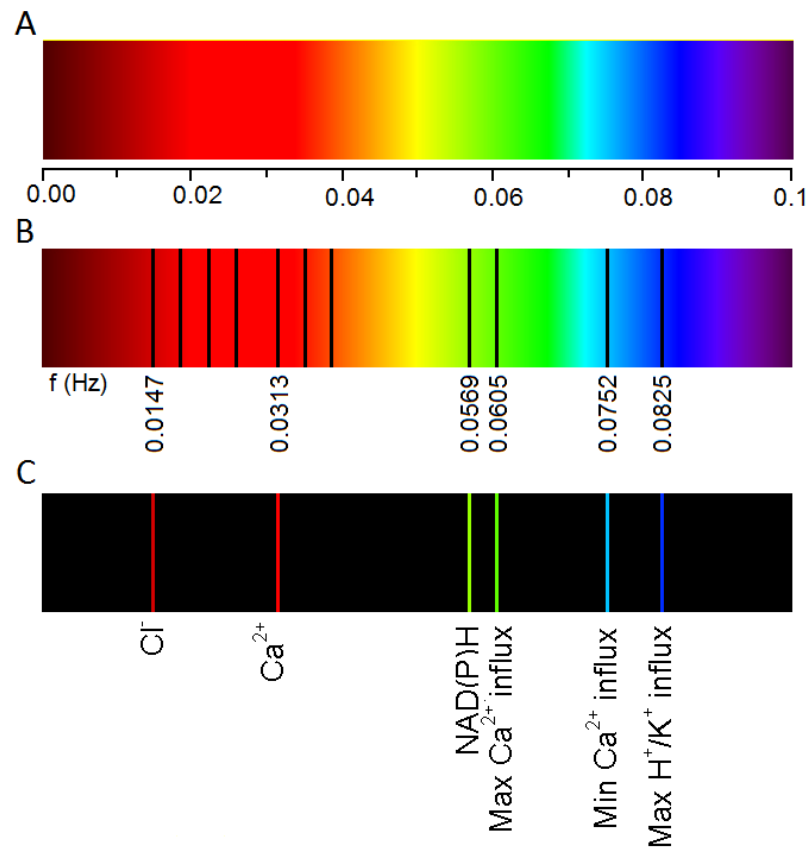 A
0.00 0.02 0.04 0.06 0.08 0.1
B
f (Hz) 0.0147 0.0313 0.0569 0.0605 0.0752 0.0825
C
Cl⁻
Ca²⁺
NAD(P)H
Max Ca²⁺ influx
Min Ca²⁺ influx
Max H⁺/K⁺ influx